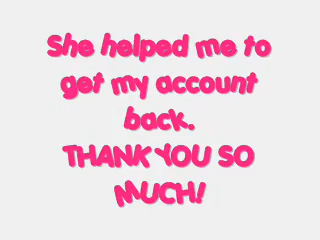 She helped me to
get my account
back.
THANK YOU SO
MUCH!